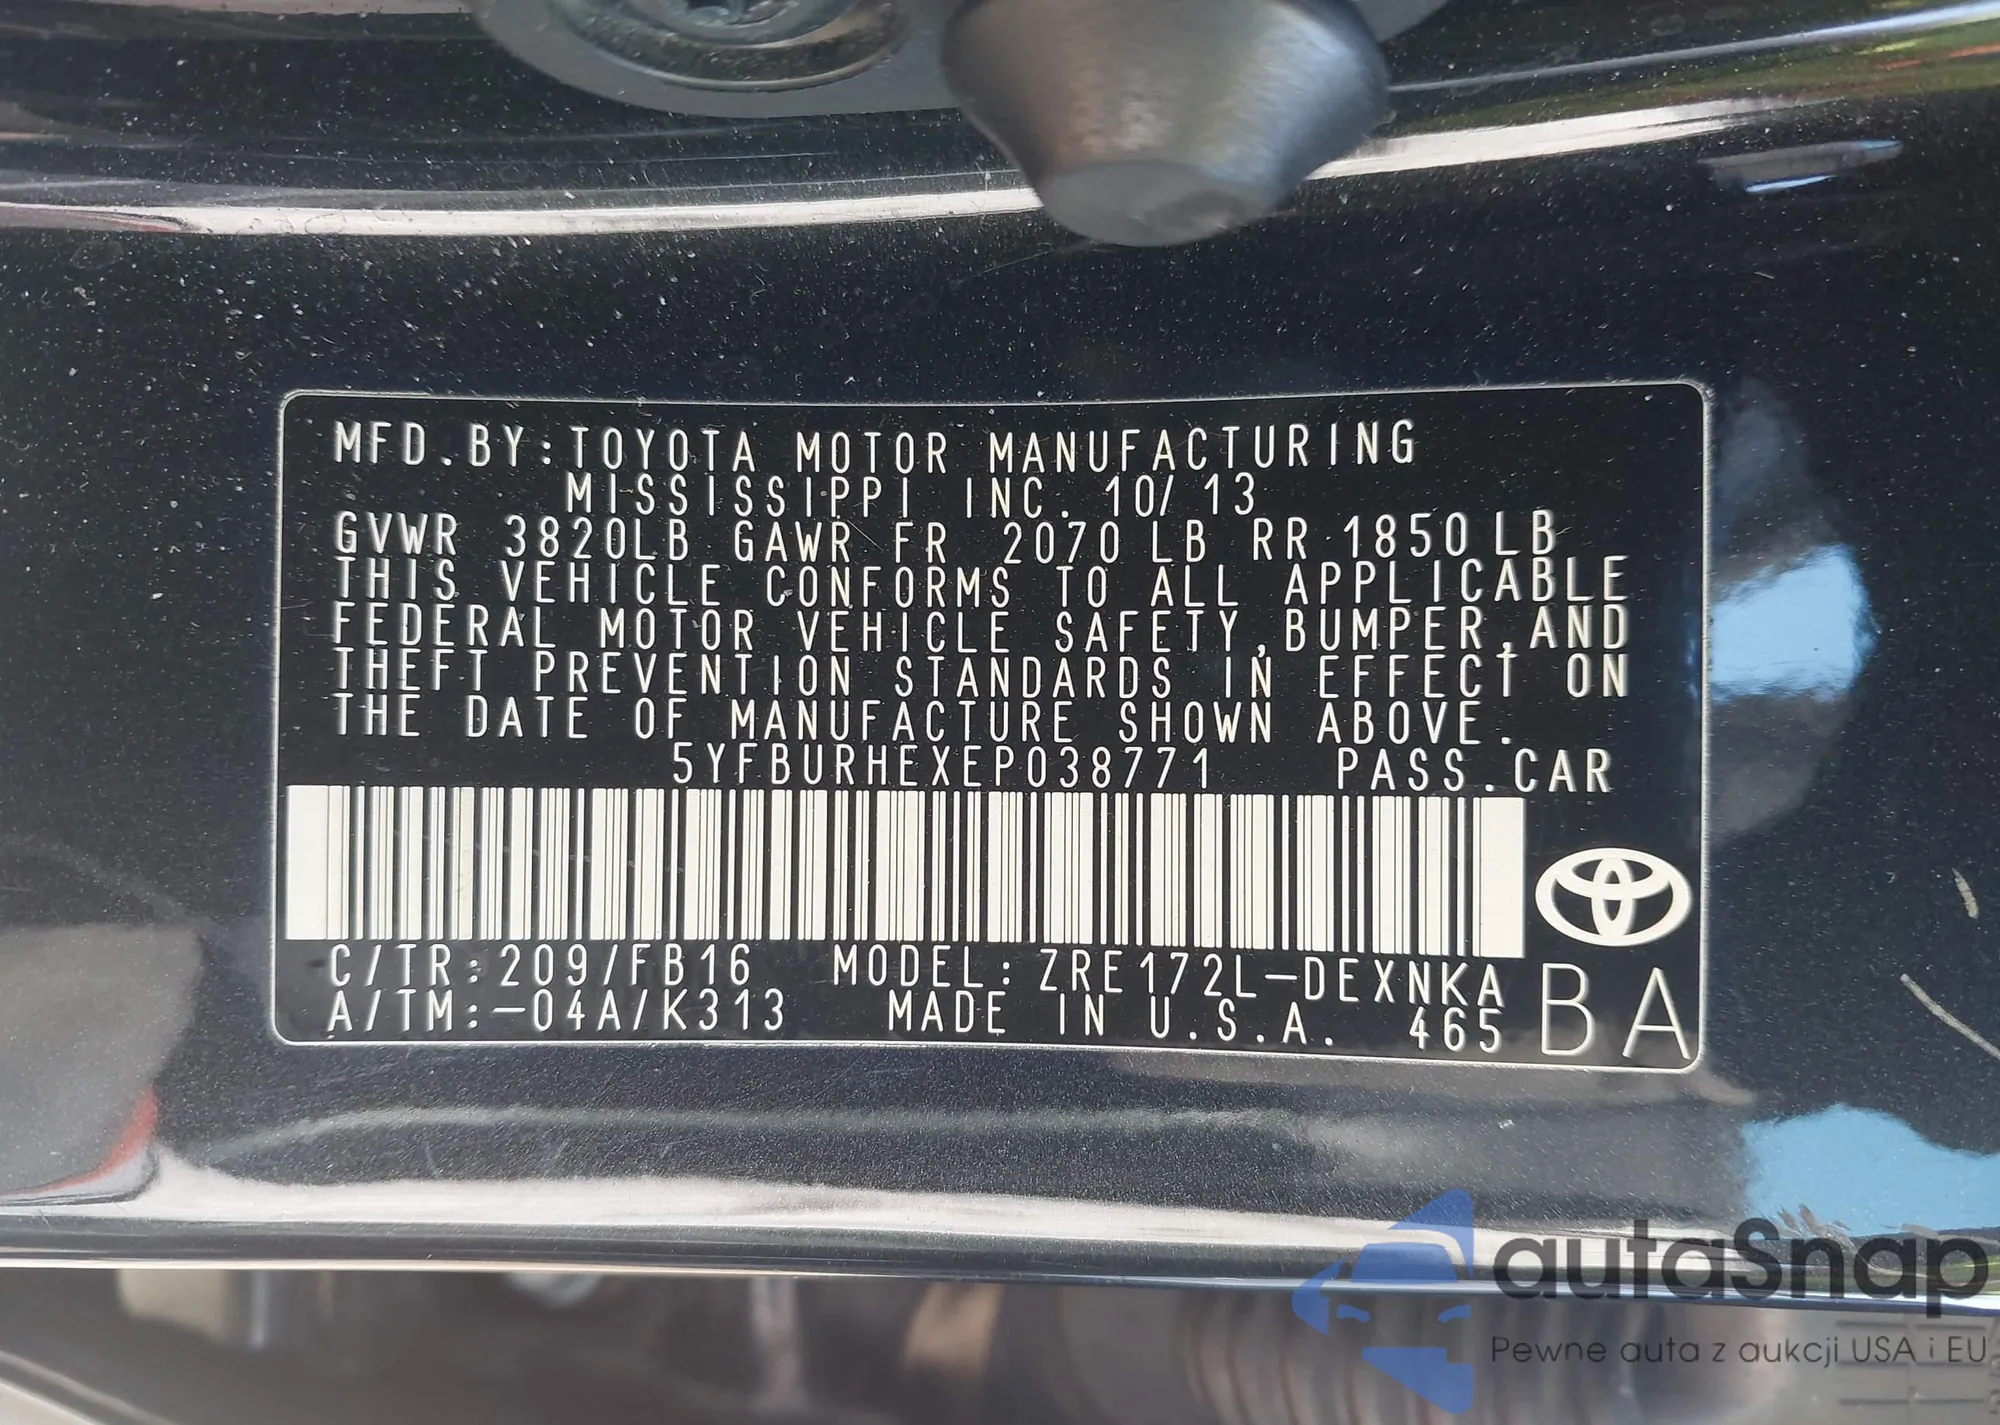 MFD.BY:TOYOTA MOTOR MANUFACTURING
MISSISSIPPI INC. 10/13
GVWR 3820LB GAWR FR 2070LB RR 1850LB
THIS VEHICLE CONFORMS TO ALL APPLICABLE
FEDERAL MOTOR VEHICLE SAFETY,BUMPER,AND
THEFT PREVENTION STANDARDS IN EFFECT ON
THE DATE OF MANUFACTURE SHOWN ABOVE.
5YFBURHEXEP038771 PASS.CAR
C/TR:209/FB16 MODEL:ZRE172L-DEXNKA
A/TM:-04A/K313 MADE IN U.S.A. 465 BA
autaSnap
Pewne auta z aukcji USA i EU